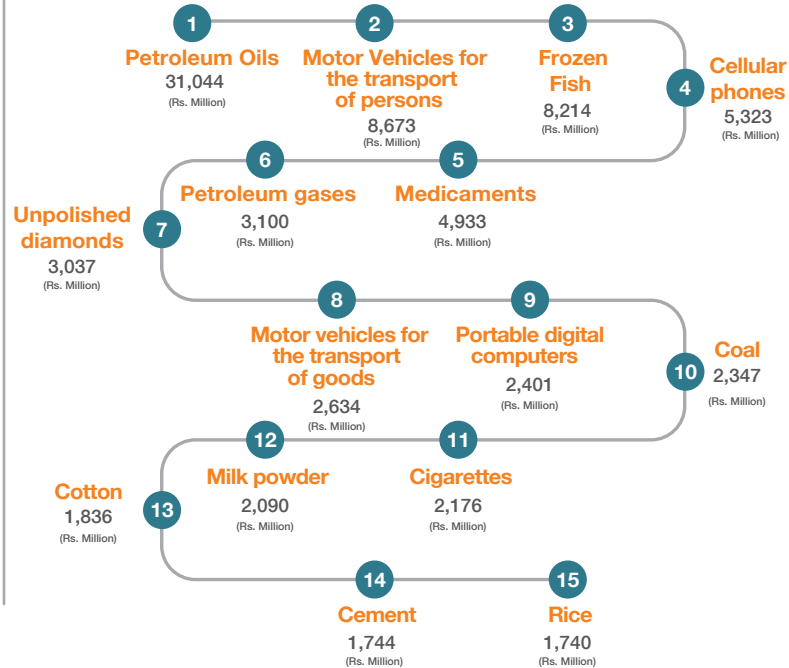 1
Petroleum Oils
31,044
(Rs. Million)
2
Motor Vehicles for
the transport
of persons
8,673
(Rs. Million)
3
Frozen
Fish
8,214
(Rs. Million)
4
Cellular
phones
5,323
(Rs. Million)
5
Medicaments
4,933
(Rs. Million)
6
Petroleum gases
3,100
(Rs. Million)
7
Unpolished
diamonds
3,037
(Rs. Million)
8
Motor vehicles for
the transport
of goods
2,634
(Rs. Million)
9
Portable digital
computers
2,401
(Rs. Million)
10
Coal
2,347
(Rs. Million)
11
Cigarettes
2,176
(Rs. Million)
12
Milk powder
2,090
(Rs. Million)
13
Cotton
1,836
(Rs. Million)
14
Cement
1,744
(Rs. Million)
15
Rice
1,740
(Rs. Million)